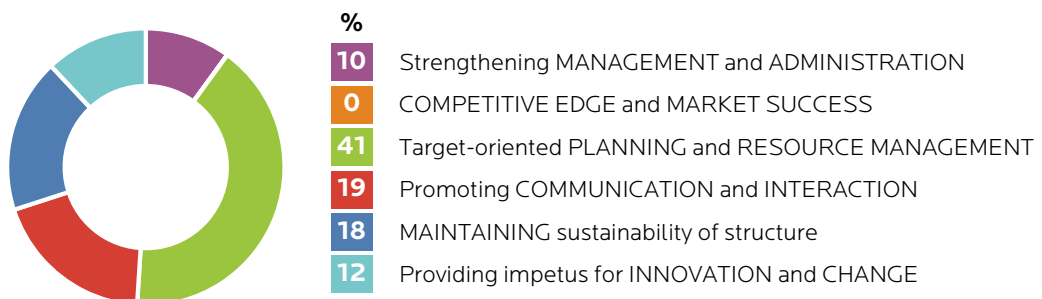 %
10 Strengthening MANAGEMENT and ADMINISTRATION
0 COMPETITIVE EDGE and MARKET SUCCESS
41 Target-oriented PLANNING and RESOURCE MANAGEMENT
19 Promoting COMMUNICATION and INTERACTION
18 MAINTAINING sustainability of structure
12 Providing impetus for INNOVATION and CHANGE